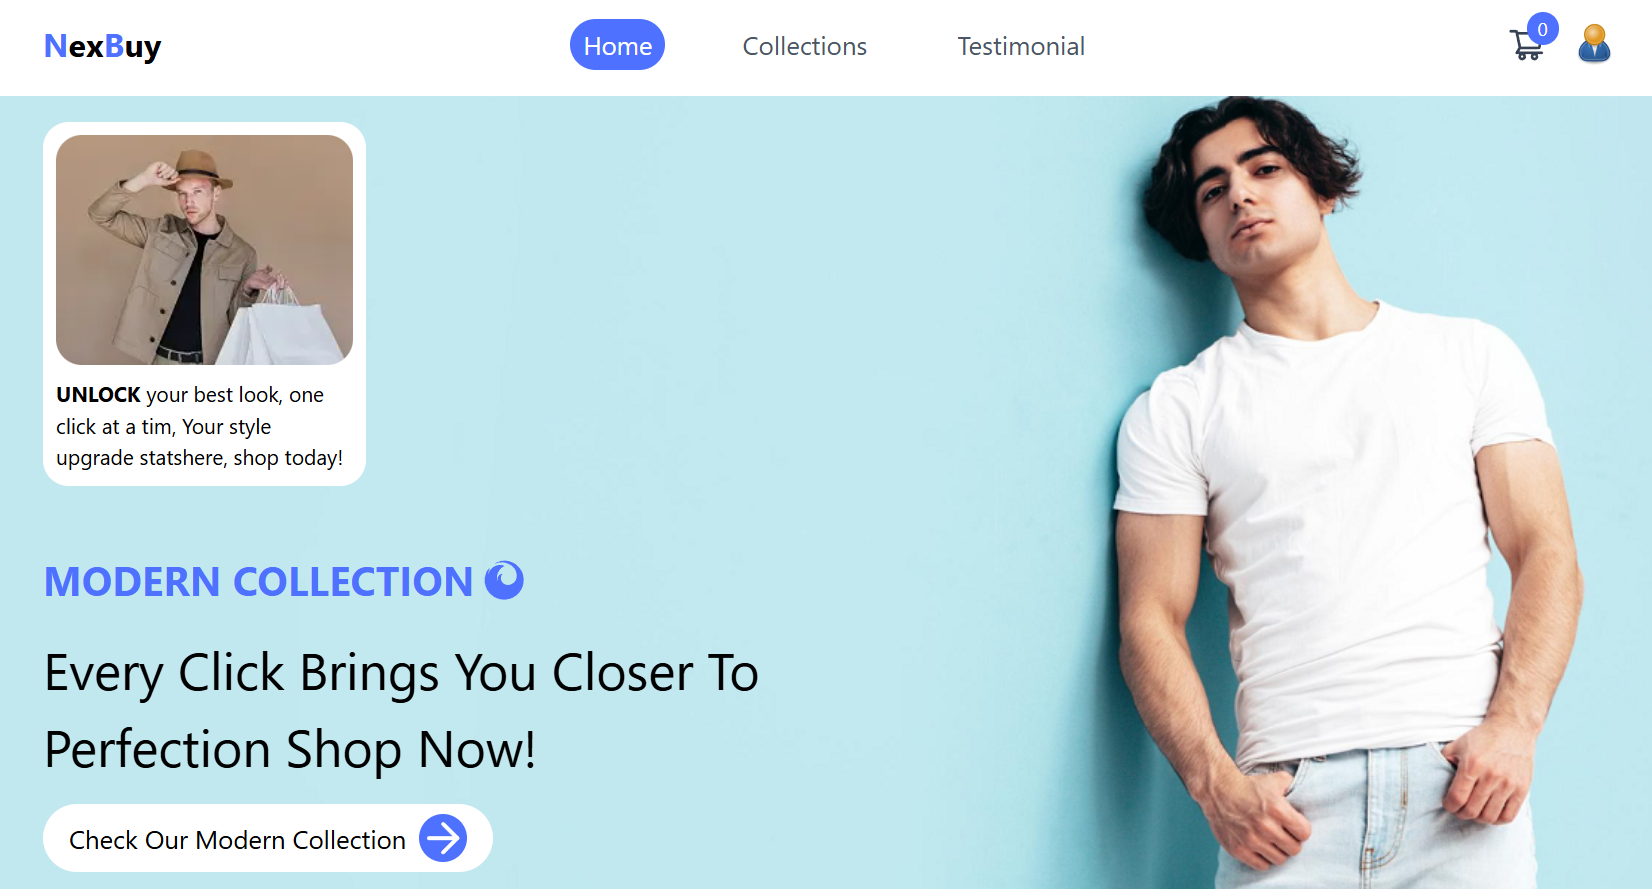 NexBuy
Home
Collections
Testimonial
0
UNLOCK your best look, one
click at a tim, Your style
upgrade statshere, shop today!
MODERN COLLECTION
Every Click Brings You Closer To
Perfection Shop Now!
Check Our Modern Collection